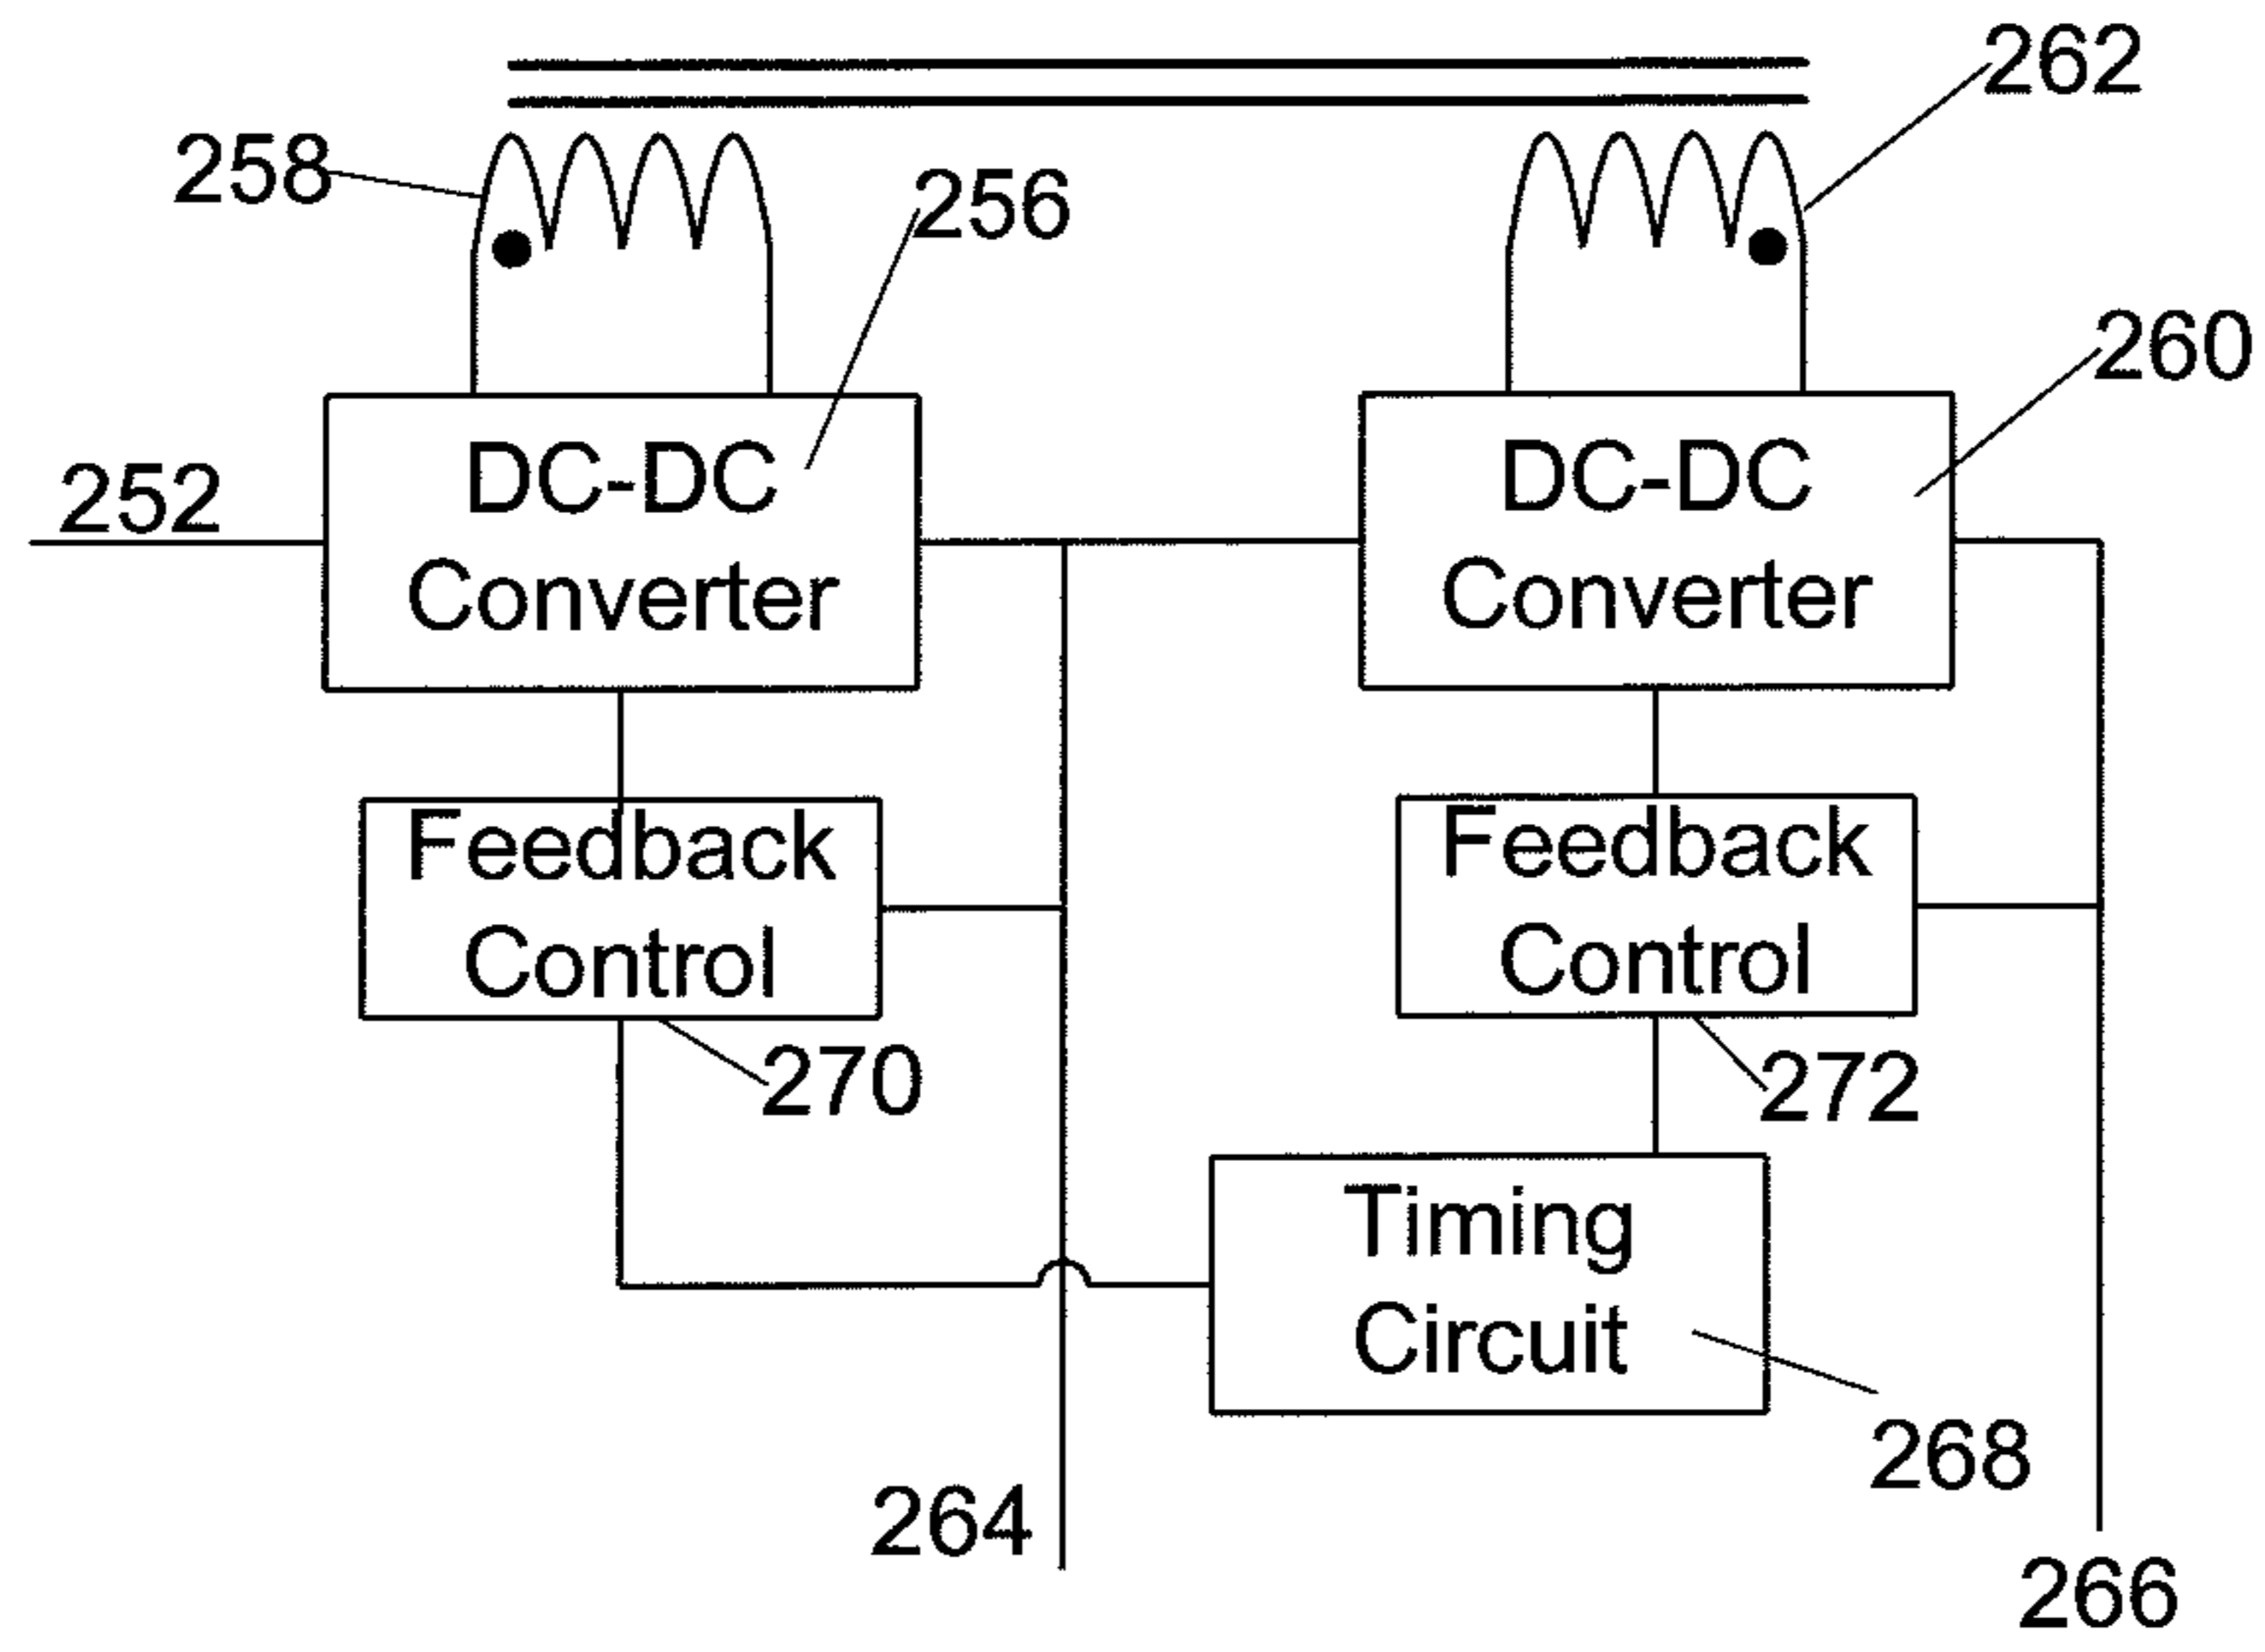 262
258
256
260
252
DC-DC
Converter
DC-DC
Converter
Feedback
Control
Feedback
Control
270
272
Timing
Circuit
268
264
266